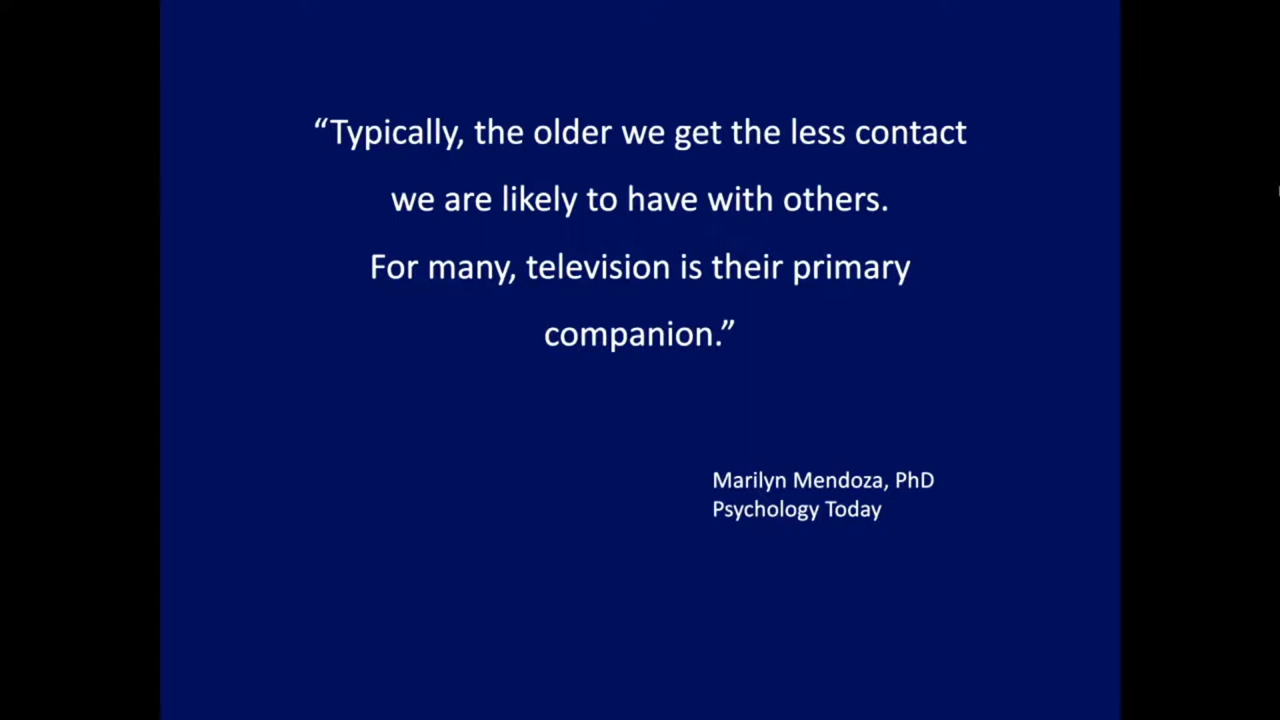 “Typically, the older we get the less contact
we are likely to have with others.
For many, television is their primary
companion.”
Marilyn Mendoza, PhD
Psychology Today